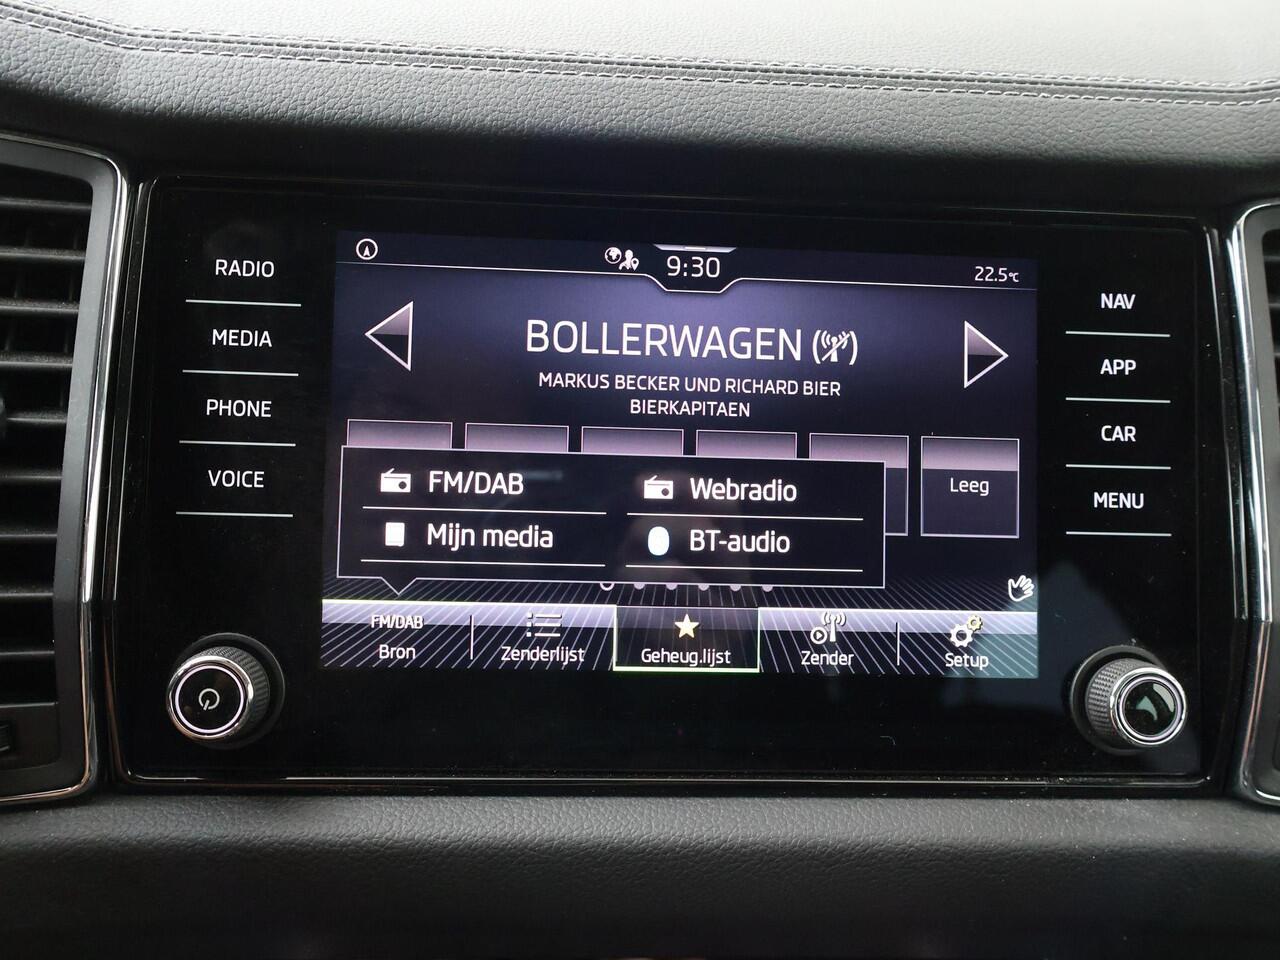 9:30
22.5°C
RADIO
MEDIA
PHONE
VOICE
BOLLERWAGEN
MARKUS BECKER UND RICHARD BIER
BIERKAPITAEN
Leeg
FM/DAB
Webradio
Mijn media
BT-audio
FM/DAB
Bron
Zenderlijst
Geheug.lijst
Zender
Setup
NAV
APP
CAR
MENU